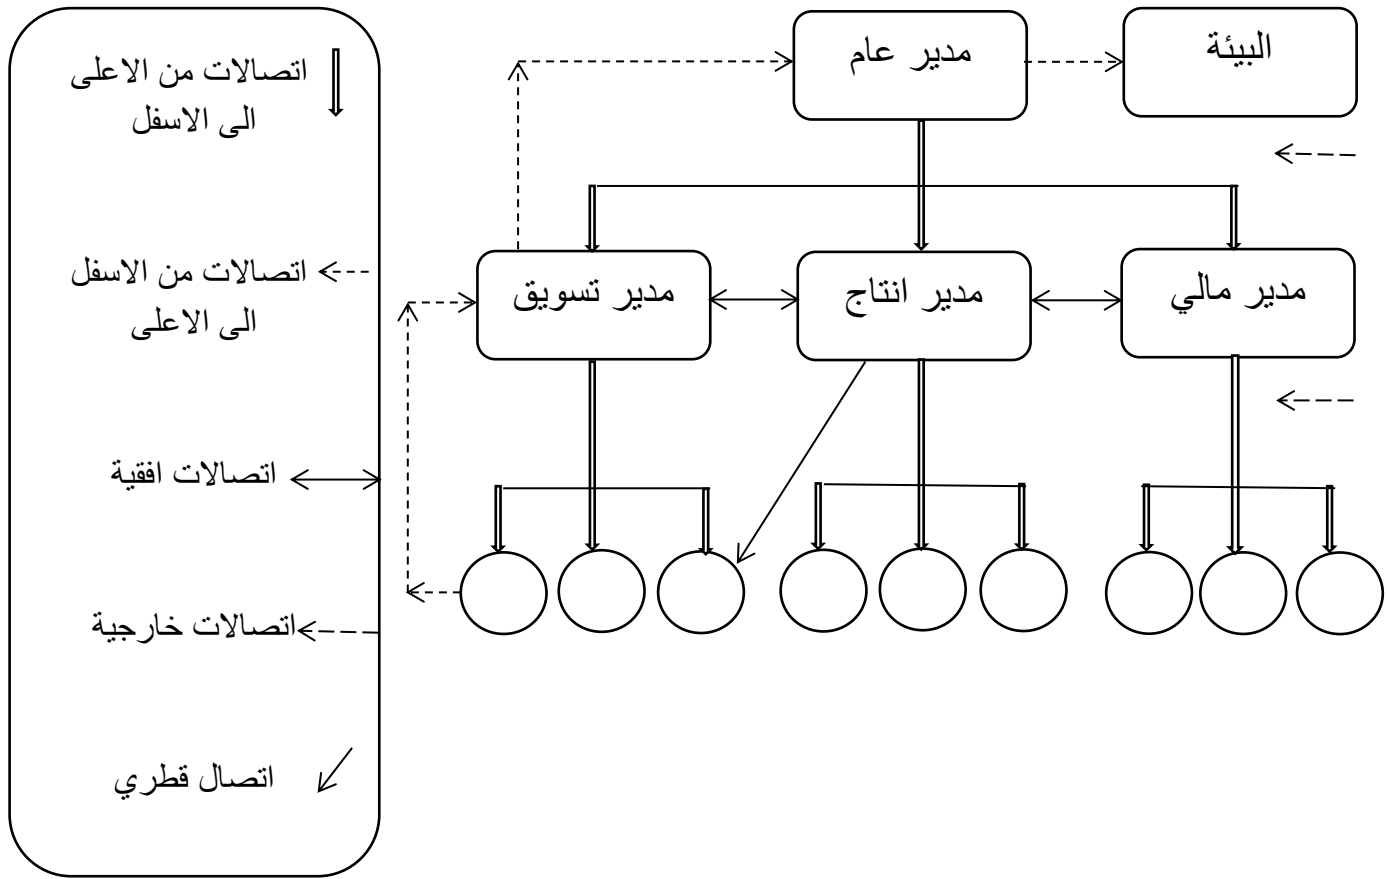 مدير عام
البيئة
مدير مالي
مدير انتاج
مدير تسويق
اتصالات من الاعلى
الى الاسفل
اتصالات من الاسفل
الى الاعلى
اتصالات افقية
اتصالات خارجية
اتصال قطري